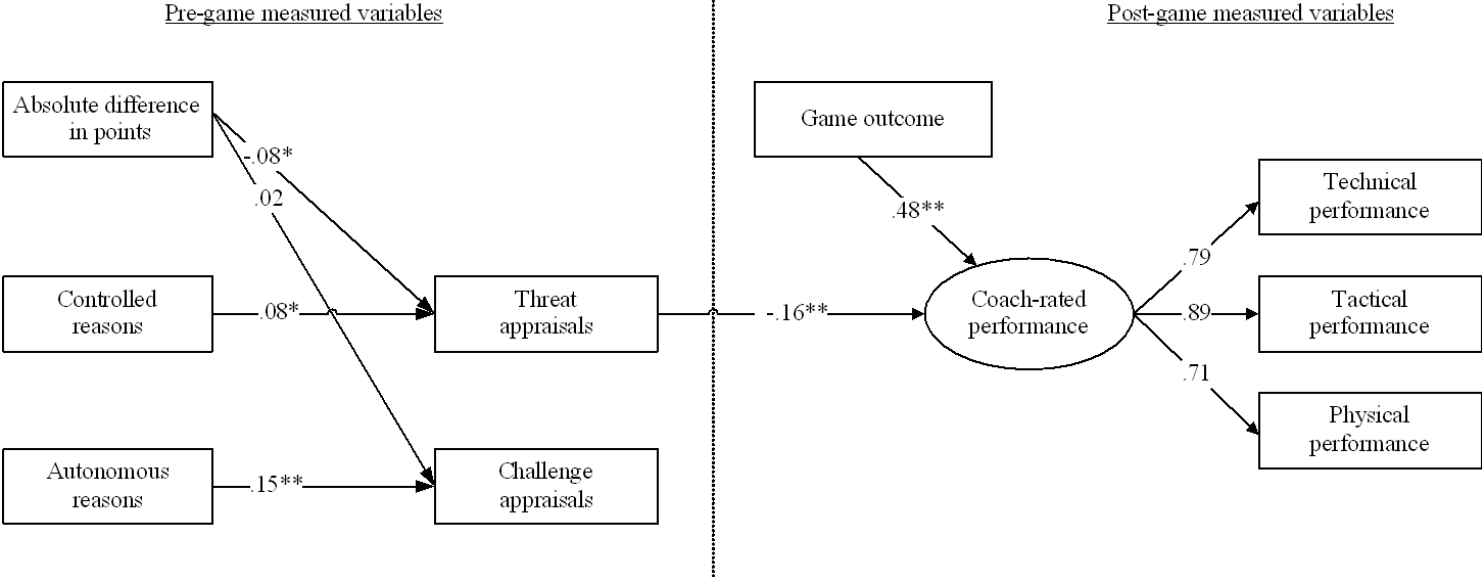 Pre-game measured variables
Post-game measured variables
Absolute difference
in points
Game outcome
-.08*
.02
.48**
Technical
performance
.79
Controlled
reasons
.08*
Threat
appraisals
-.16**
Coach-rated
performance
.89
Tactical
performance
.71
Physical
performance
Autonomous
reasons
.15**
Challenge
appraisals